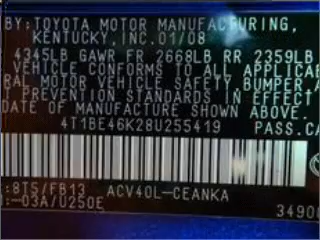 BY: TOYOTA MOTOR MANUFACTURING,
KENTUCKY, INC. 01/08
4345LB GAWR FR 2668LB RR 2359LB
VEHICLE CONFORMS TO ALL APPLICAB
RAL MOTOR VEHICLE SAFETY, BUMPER, A
PREVENTION STANDARDS IN EFFECT
DATE OF MANUFACTURE SHOWN ABOVE.
4T1BE46K28U255419 PASS.CA
:8T5/FB13 ACV40L-CEANKA
:-03A/U250E 3490